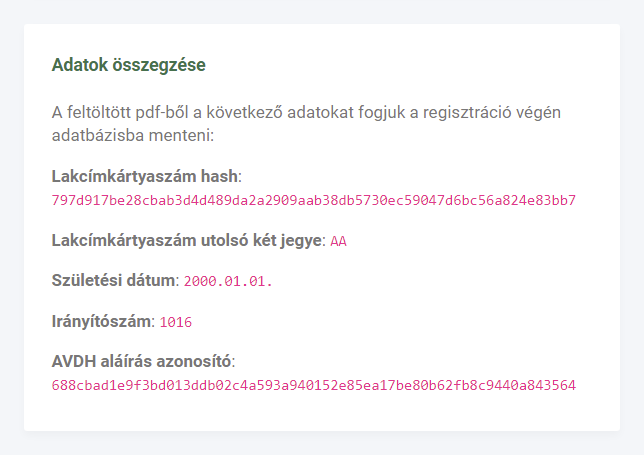 Adatok összegzése
A feltöltött pdf-ből a következő adatokat fogjuk a regisztráció végén
adatbázisba menteni:
Lakcímkártyaszám hash:
797d917be28cbab3d4d489da2a2909aab38db5730ec59047d6bc56a824e83bb7
Lakcímkártyaszám utolsó két jegye: AA
Születési dátum: 2000.01.01.
Irányítószám: 1016
AVDH aláírás azonosító:
688cbad1e9f3bd013ddb02c4a593a940152e85ea17be80b62fb8c9440a843564